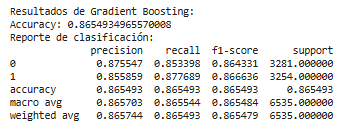 Resultados de Gradient Boosting:
Accuracy: 0.8654934965570008
Reporte de clasificación:
precision recall f1-score support
0 0.875547 0.853398 0.864331 3281.000000
1 0.855859 0.877689 0.866636 3254.000000
accuracy 0.865493 0.865493 0.865493 0.865493
macro avg 0.865703 0.865544 0.865484 6535.000000
weighted avg 0.865744 0.865493 0.865479 6535.000000